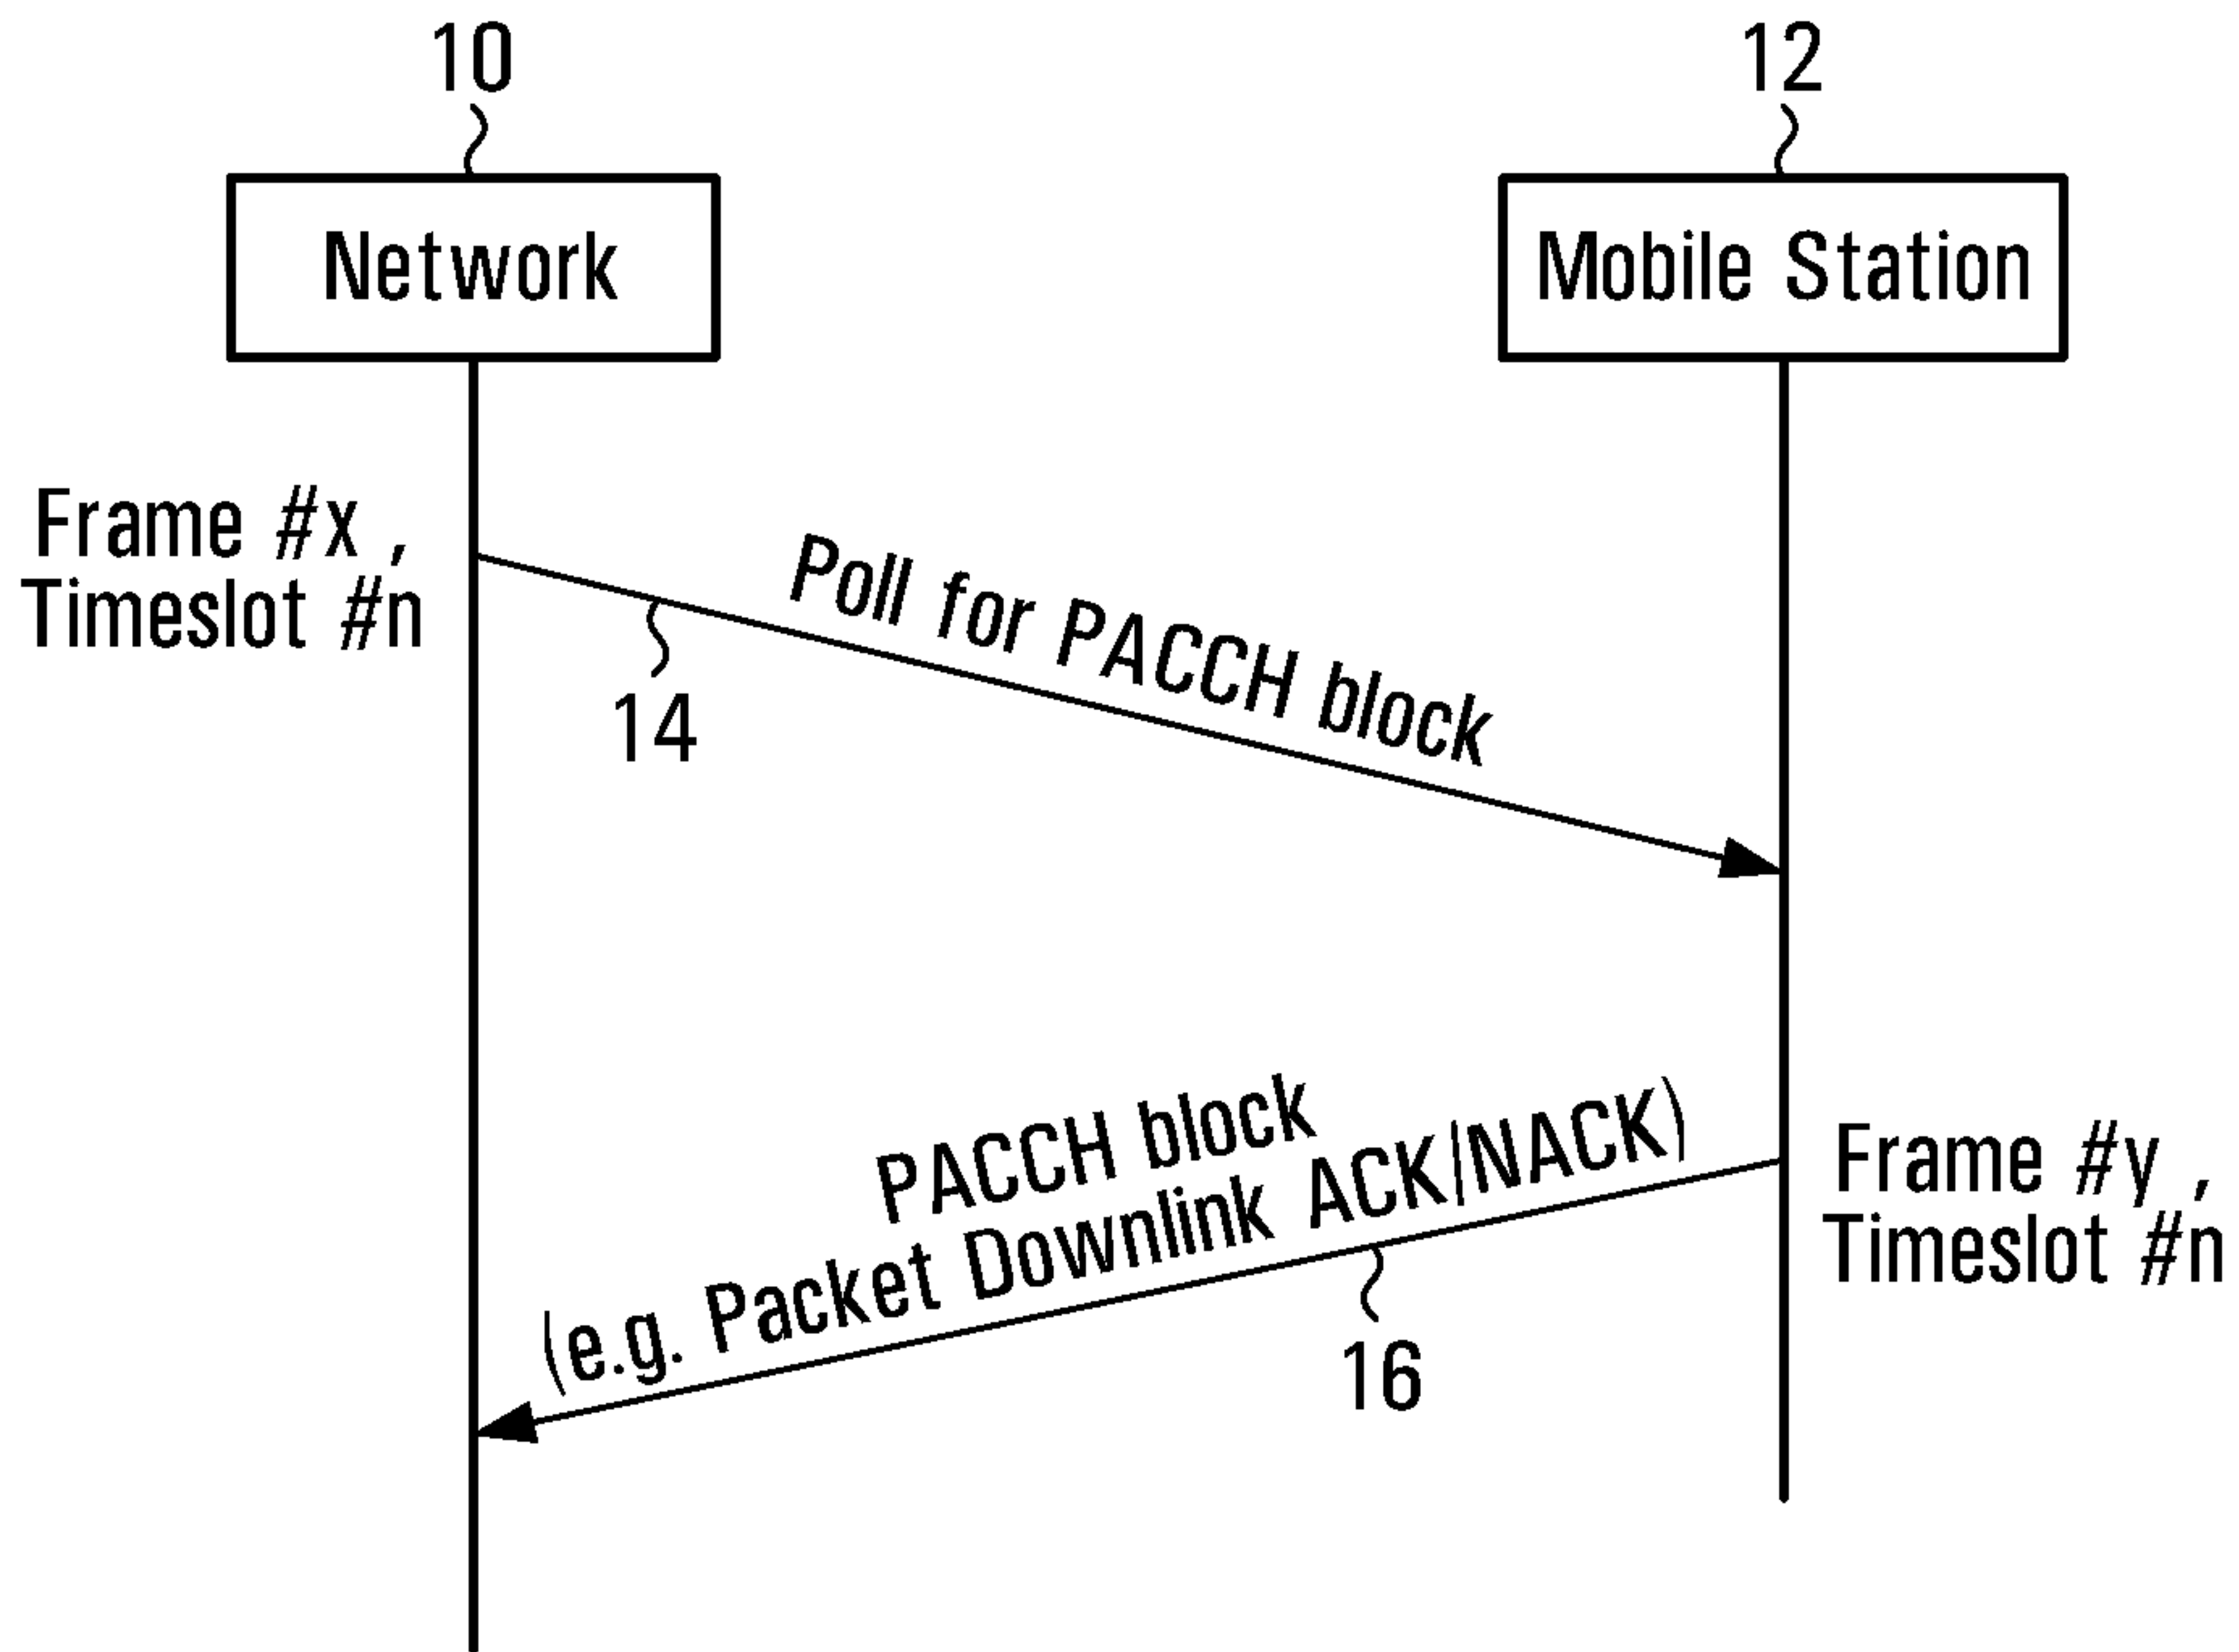 10
12
Network
Mobile Station
Frame #x ,
Timeslot #n
Poll for PACCH block
14
PACCH block
(e.g. Packet Downlink ACK/NACK)
Frame #y ,
Timeslot #n
16